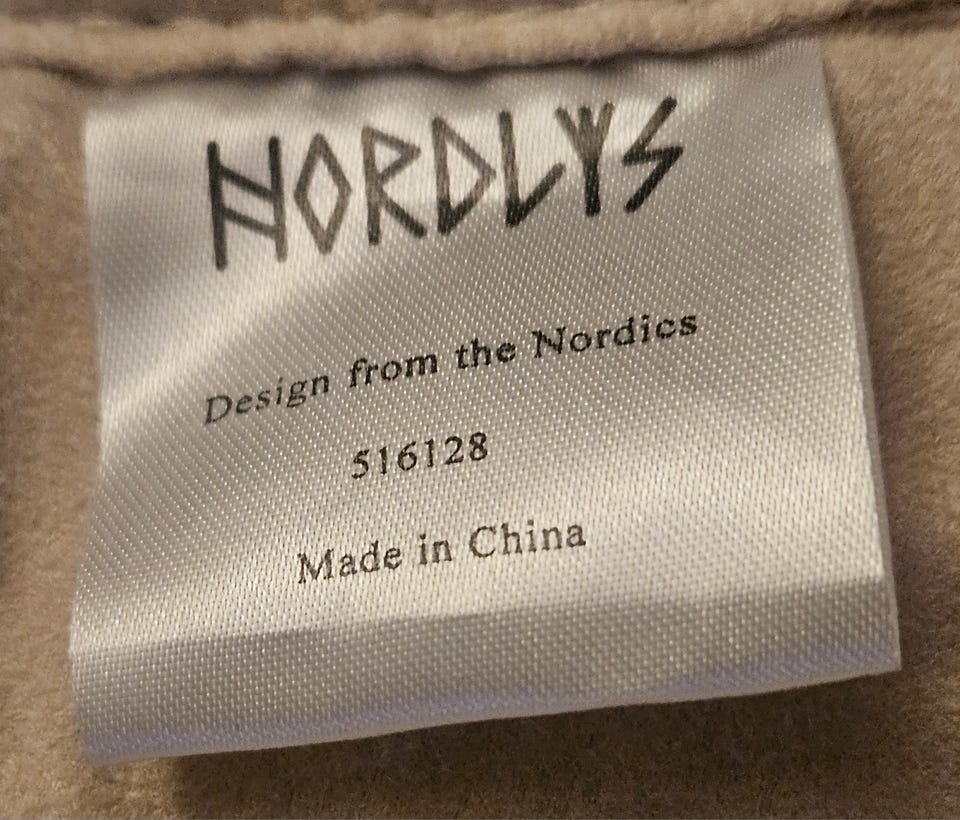 NORDLYS
Design from the Nordics
516128
Made in China